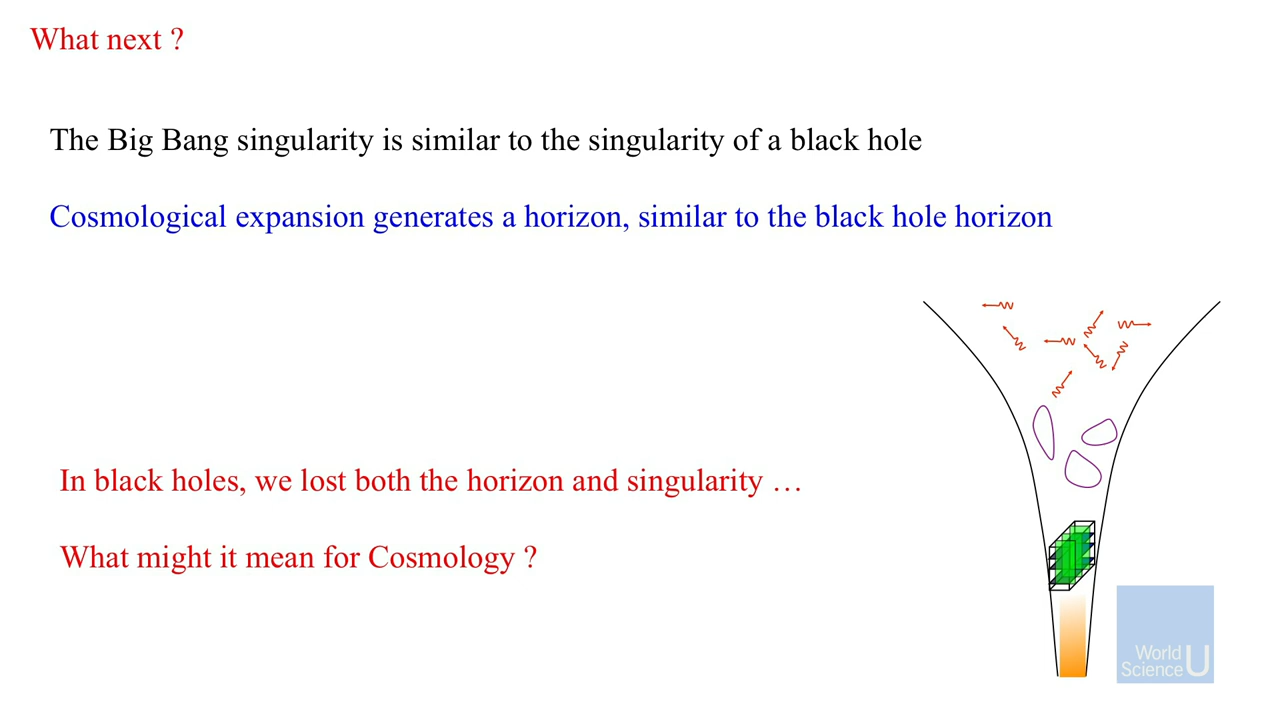 What next ?
The Big Bang singularity is similar to the singularity of a black hole
Cosmological expansion generates a horizon, similar to the black hole horizon
In black holes, we lost both the horizon and singularity …
What might it mean for Cosmology ?
World
Science U